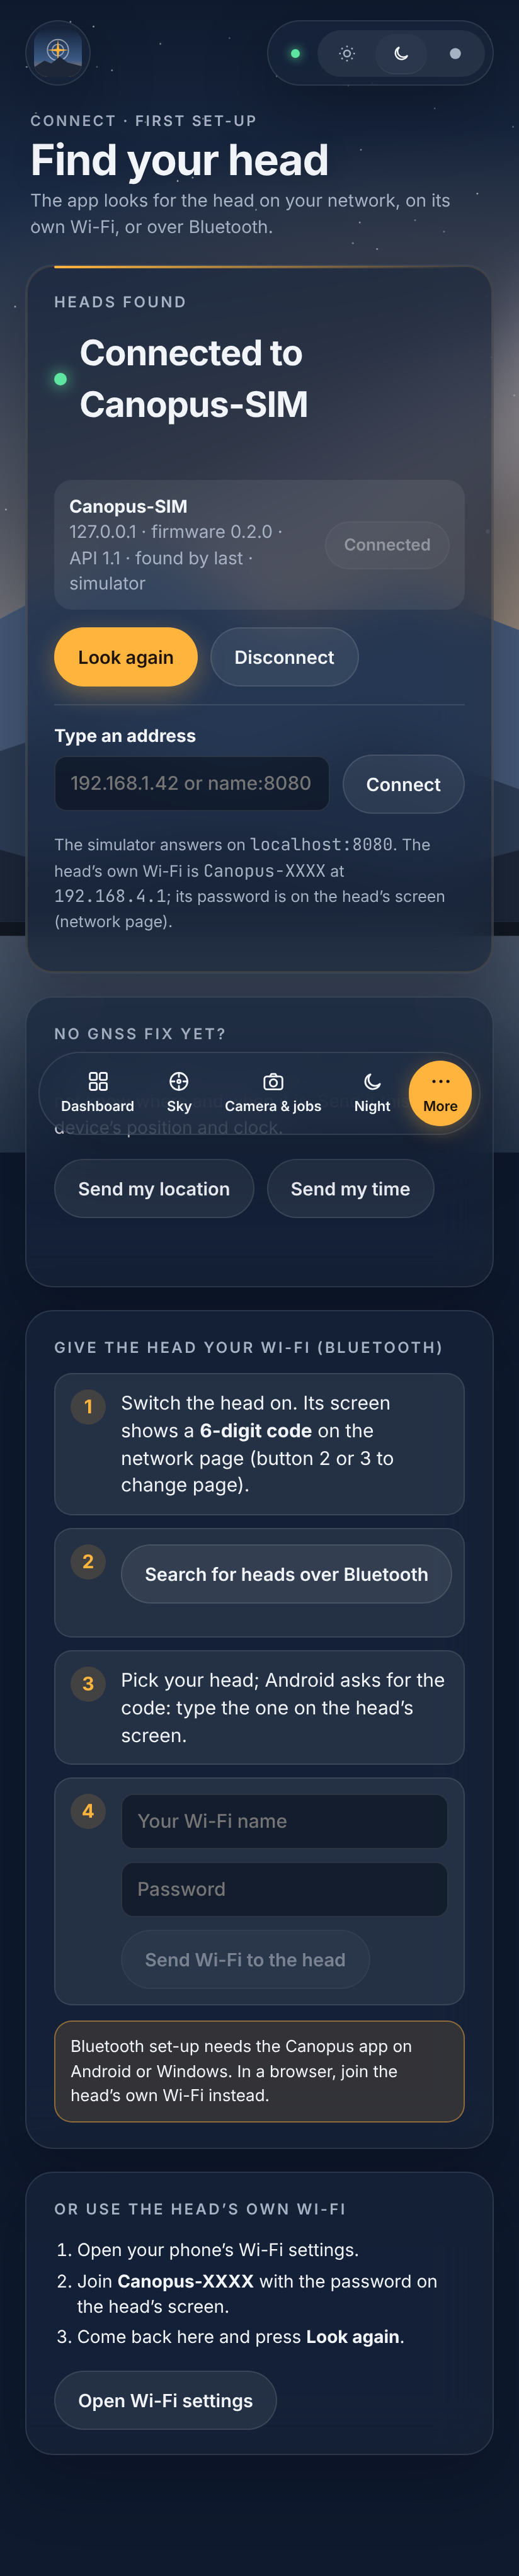 CONNECT · FIRST SET-UP
Find your head
The app looks for the head on your network, on its
own Wi-Fi, or over Bluetooth.
HEADS FOUND
Connected to
Canopus-SIM
Canopus-SIM
127.0.0.1 · firmware 0.2.0 ·
API 1.1 · found by last ·
simulator
Connected
Look again
Disconnect
Type an address
192.168.1.42 or name:8080
Connect
The simulator answers on localhost:8080. The
head's own Wi-Fi is Canopus-XXXX at
192.168.4.1; its password is on the head's screen
(network page).
NO GNSS FIX YET?
Dashboard
Sky
Camera & jobs
Night
More
device's position and clock.
Send my location
Send my time
GIVE THE HEAD YOUR WI-FI (BLUETOOTH)
1
Switch the head on. Its screen
shows a 6-digit code on the
network page (button 2 or 3 to
change page).
2
Search for heads over Bluetooth
3
Pick your head; Android asks for the
code: type the one on the head's
screen.
4
Your Wi-Fi name
Password
Send Wi-Fi to the head
Bluetooth set-up needs the Canopus app on
Android or Windows. In a browser, join the
head's own Wi-Fi instead.
OR USE THE HEAD'S OWN WI-FI
1. Open your phone's Wi-Fi settings.
2. Join Canopus-XXXX with the password on
the head's screen.
3. Come back here and press Look again.
Open Wi-Fi settings